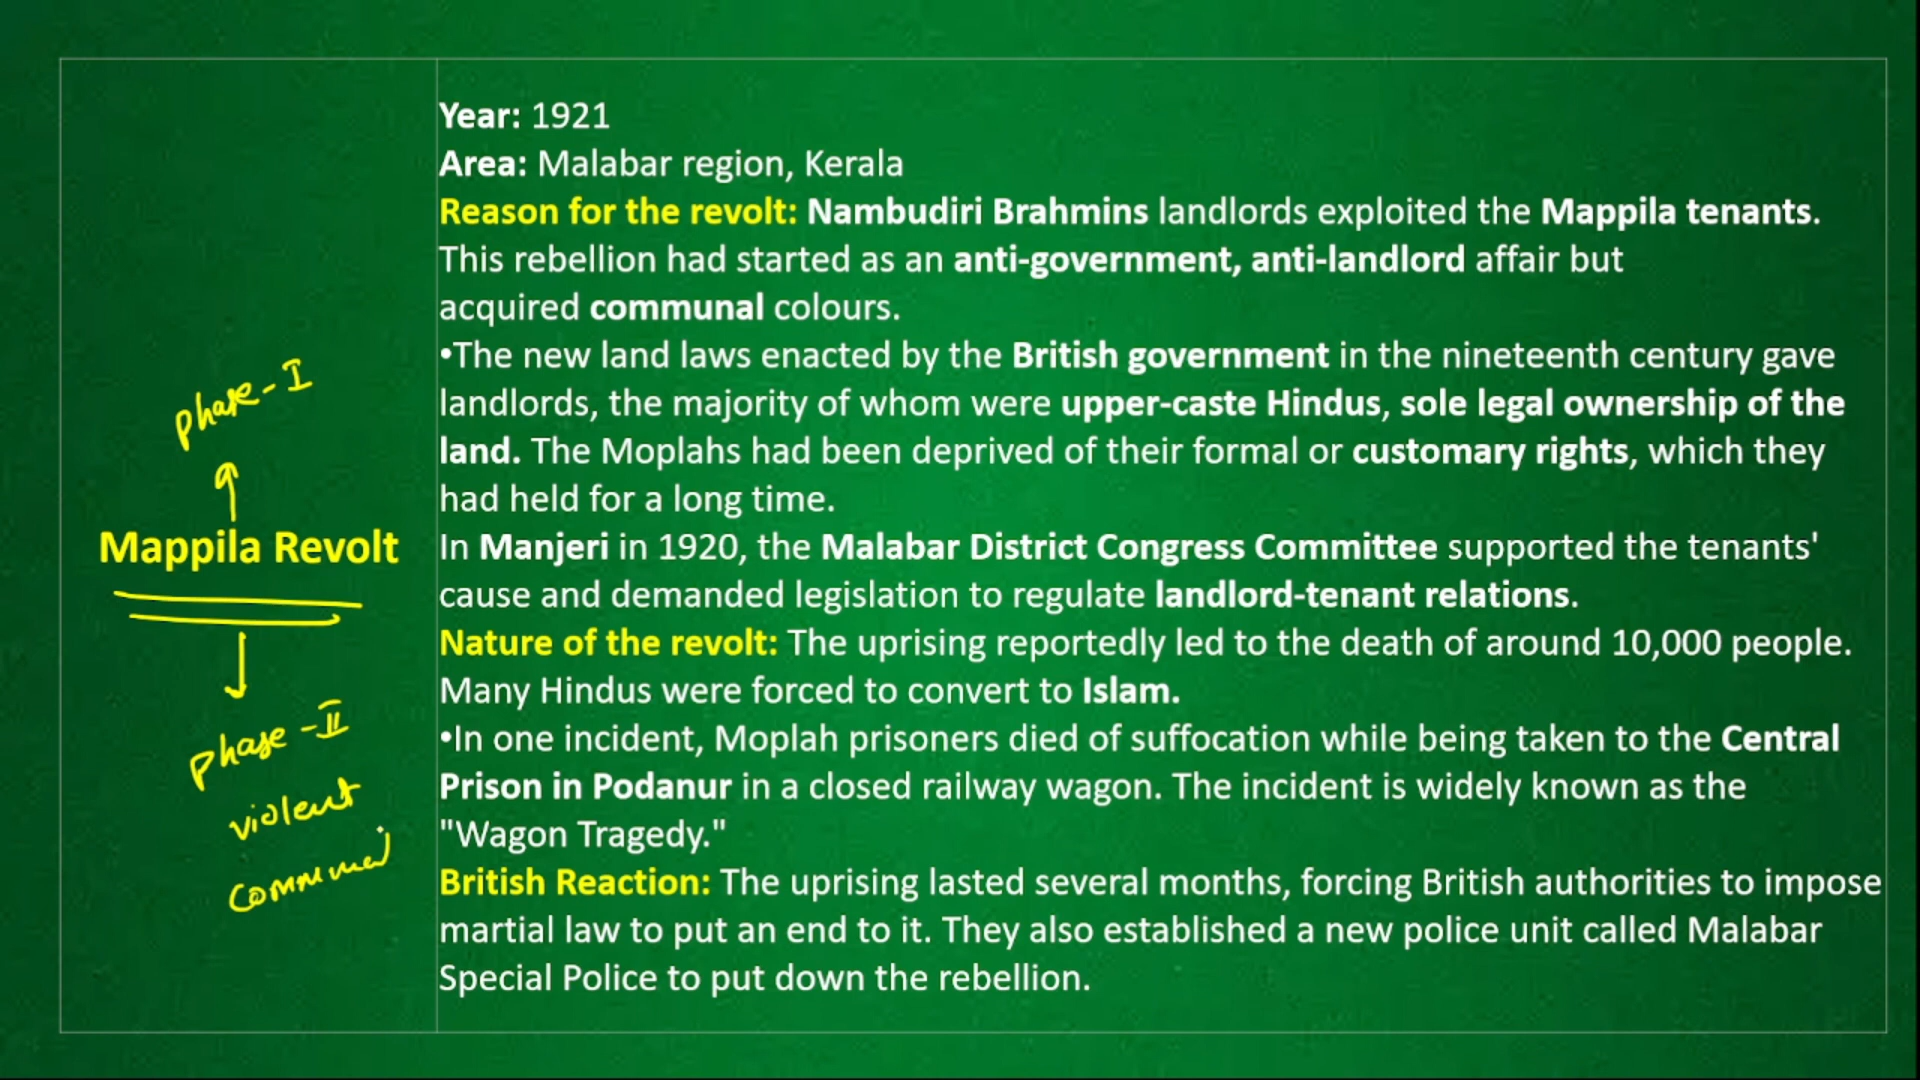 phase-I
Mappila Revolt
phase-II
violent
Year: 1921
Area: Malabar region, Kerala
Reason for the revolt: Nambudiri Brahmins landlords exploited the Mappila tenants.
This rebellion had started as an anti-government, anti-landlord affair but
acquired communal colours.
•The new land laws enacted by the British government in the nineteenth century gave
landlords, the majority of whom were upper-caste Hindus, sole legal ownership of the
land. The Moplahs had been deprived of their formal or customary rights, which they
had held for a long time.
In Manjeri in 1920, the Malabar District Congress Committee supported the tenants'
cause and demanded legislation to regulate landlord-tenant relations.
Nature of the revolt: The uprising reportedly led to the death of around 10,000 people.
Many Hindus were forced to convert to Islam.
•In one incident, Moplah prisoners died of suffocation while being taken to the Central
Prison in Podanur in a closed railway wagon. The incident is widely known as the
"Wagon Tragedy."
British Reaction: The uprising lasted several months, forcing British authorities to impose
martial law to put an end to it. They also established a new police unit called Malabar
Special Police to put down the rebellion.